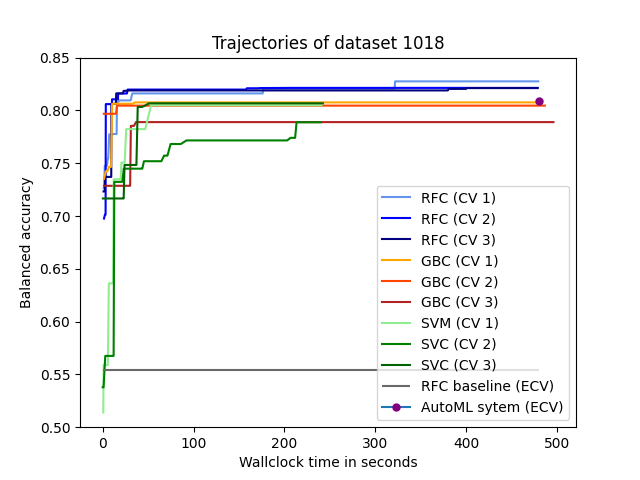 Trajectories of dataset 1018
0.85
0.80
0.75
0.70
0.65
0.60
0.55
0.50
Balanced accuracy
RFC (CV 1)
RFC (CV 2)
RFC (CV 3)
GBC (CV 1)
GBC (CV 2)
GBC (CV 3)
SVM (CV 1)
SVC (CV 2)
SVC (CV 3)
RFC baseline (ECV)
AutoML sytem (ECV)
0 100 200 300 400 500
Wallclock time in seconds